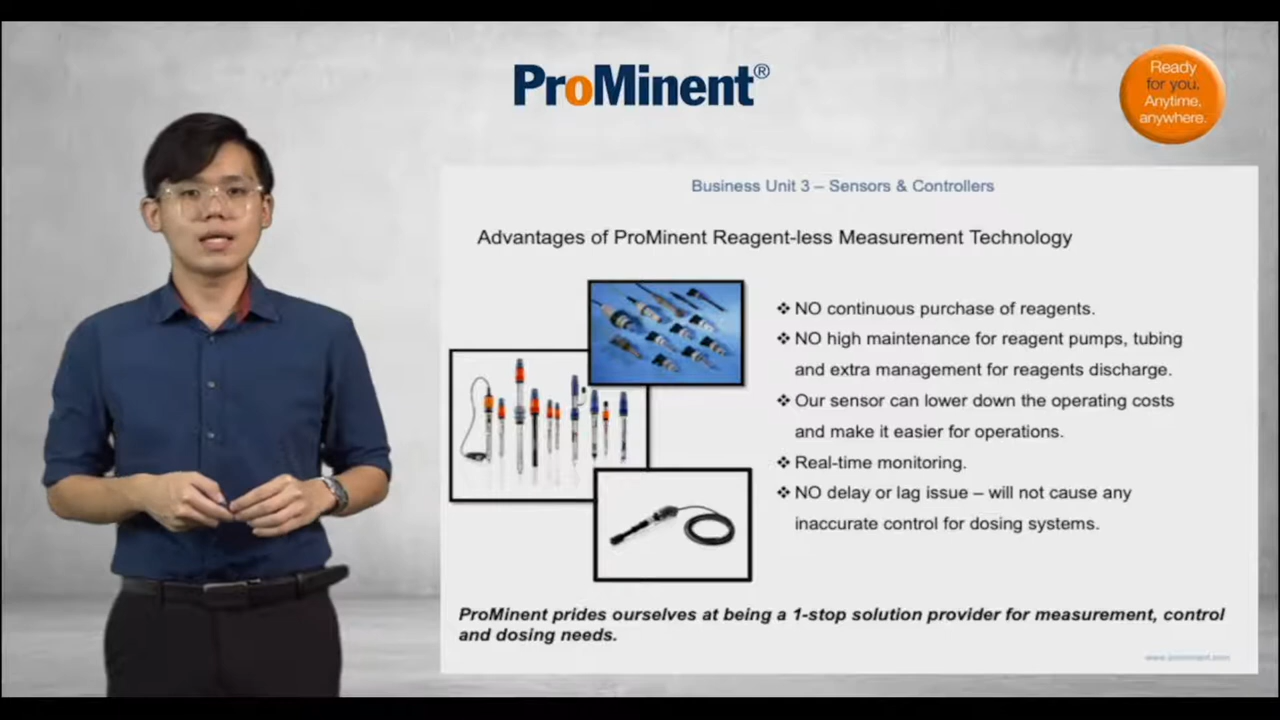 ProMinent®
Ready
for you.
Anytime,
anywhere.
Business Unit 3 – Sensors & Controllers
Advantages of ProMinent Reagent-less Measurement Technology
❖ NO continuous purchase of reagents.
❖ NO high maintenance for reagent pumps, tubing
and extra management for reagents discharge.
❖ Our sensor can lower down the operating costs
and make it easier for operations.
❖ Real-time monitoring.
❖ NO delay or lag issue – will not cause any
inaccurate control for dosing systems.
ProMinent prides ourselves at being a 1-stop solution provider for measurement, control
and dosing needs.
www.prominent.com